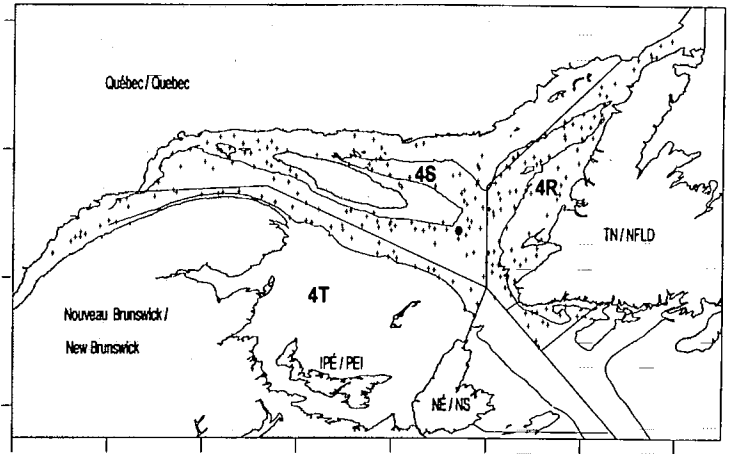 Québec / Quebec
4S
4R
TN / NFLD
4T
Nouveau Brunswick /
New Brunswick
IPÉ / PEI
NÉ / NS